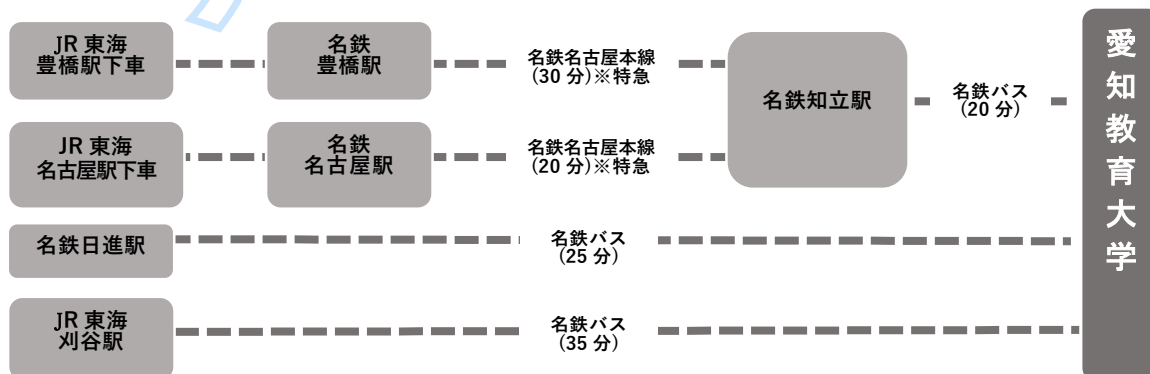 JR 東海
豊橋駅下車
名鉄
豊橋駅
名鉄名古屋本線
(30 分)※特急
JR 東海
名古屋駅下車
名鉄
名古屋駅
名鉄名古屋本線
(20 分)※特急
名鉄知立駅
名鉄バス
(20 分)
名鉄日進駅
名鉄バス
(25 分)
JR 東海
刈谷駅
名鉄バス
(35 分)
愛知教育大学